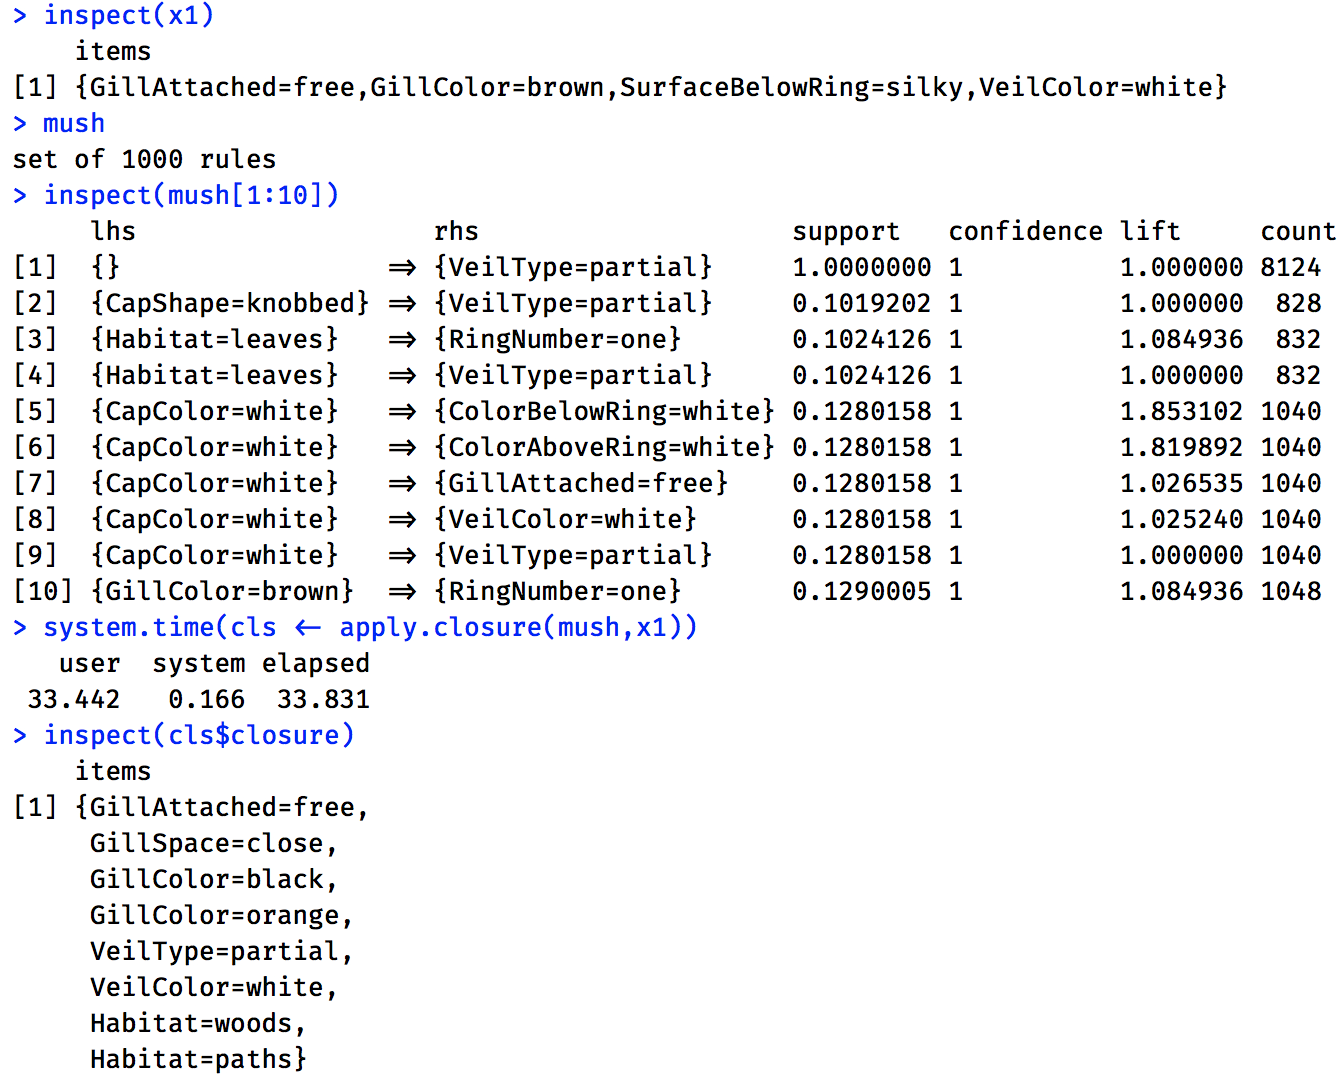 > inspect(x1)
    items
[1] {GillAttached=free,GillColor=brown,SurfaceBelowRing=silky,VeilColor=white}
> mush
set of 1000 rules
> inspect(mush[1:10])
     lhs                   rhs                    support   confidence lift     count
[1]  {}                 ⇒ {VeilType=partial}     1.0000000 1          1.000000 8124
[2]  {CapShape=knobbed} ⇒ {VeilType=partial}     0.1019202 1          1.000000  828
[3]  {Habitat=leaves}   ⇒ {RingNumber=one}       0.1024126 1          1.084936  832
[4]  {Habitat=leaves}   ⇒ {VeilType=partial}     0.1024126 1          1.000000  832
[5]  {CapColor=white}   ⇒ {ColorBelowRing=white} 0.1280158 1          1.853102 1040
[6]  {CapColor=white}   ⇒ {ColorAboveRing=white} 0.1280158 1          1.819892 1040
[7]  {CapColor=white}   ⇒ {GillAttached=free}    0.1280158 1          1.026535 1040
[8]  {CapColor=white}   ⇒ {VeilColor=white}      0.1280158 1          1.025240 1040
[9]  {CapColor=white}   ⇒ {VeilType=partial}     0.1280158 1          1.000000 1040
[10] {GillColor=brown}  ⇒ {RingNumber=one}       0.1290005 1          1.084936 1048
> system.time(cls ← apply.closure(mush,x1))
   user  system elapsed
 33.442   0.166  33.831
> inspect(cls$closure)
    items
[1] {GillAttached=free,
     GillSpace=close,
     GillColor=black,
     GillColor=orange,
     VeilType=partial,
     VeilColor=white,
     Habitat=woods,
     Habitat=paths}